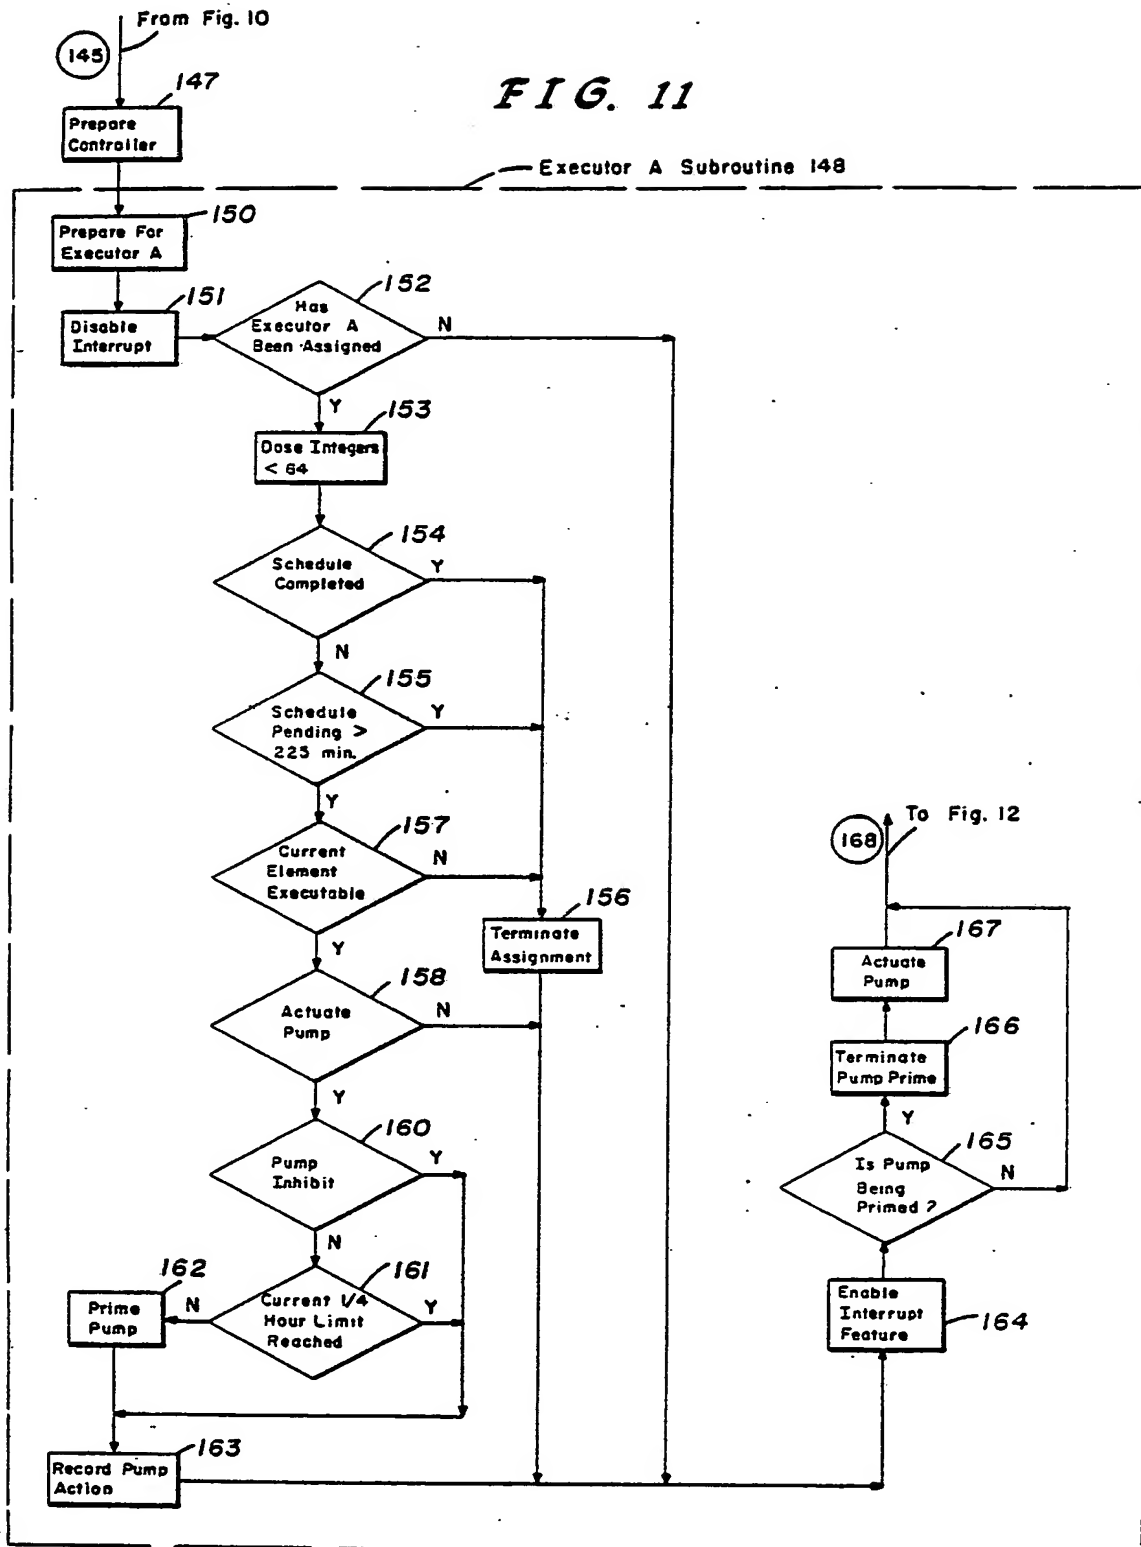 From Fig. 10
145
147
FIG. 11
Prepare
Controller
Executor A Subroutine 148
150
Prepare For
Executor A
151
Disable
Interrupt
152
Has
Executor A
Been Assigned
N
Y
153
Dose Integers
< 64
154
Schedule
Completed
Y
N
155
Schedule
Pending >
225 min.
Y
Y
157
Current
Element
Executable
N
Y
156
Terminate
Assignment
158
Actuate
Pump
N
Y
160
Pump
Inhibit
Y
N
161
Current 1/4
Hour Limit
Reached
Y
N
162
Prime
Pump
163
Record Pump
Action
To Fig. 12
168
167
Actuate
Pump
166
Terminate
Pump Prime
Y
165
Is Pump
Being
Primed ?
N
Enable
Interrupt
Feature
164